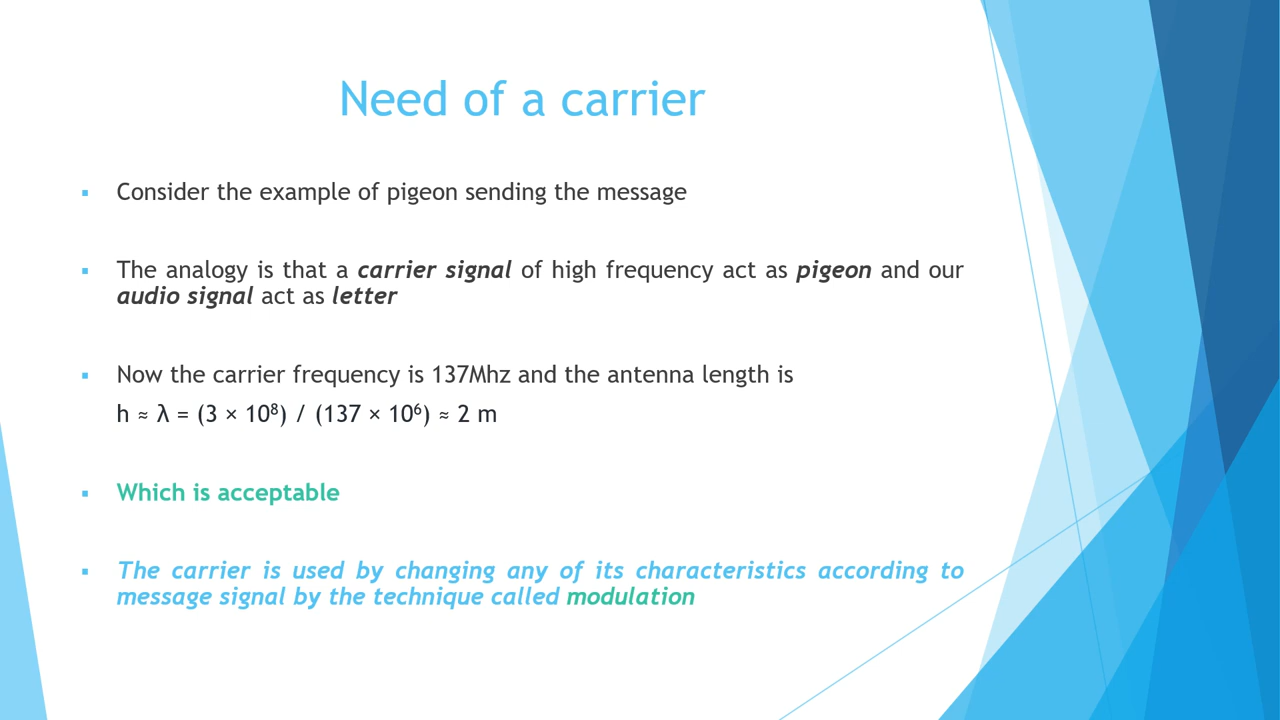 Need of a carrier
Consider the example of pigeon sending the message
The analogy is that a carrier signal of high frequency act as pigeon and our
audio signal act as letter
Now the carrier frequency is 137Mhz and the antenna length is
h ≈ λ = (3 × 10⁸) / (137 × 10⁶) ≈ 2 m
Which is acceptable
The carrier is used by changing any of its characteristics according to
message signal by the technique called modulation